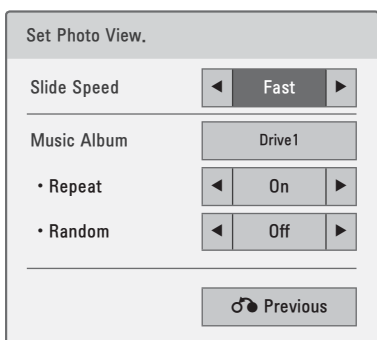 Set Photo View.
Slide Speed ◀ Fast ▶
Music Album Drive1
• Repeat ◀ On ▶
• Random ◀ Off ▶
Previous